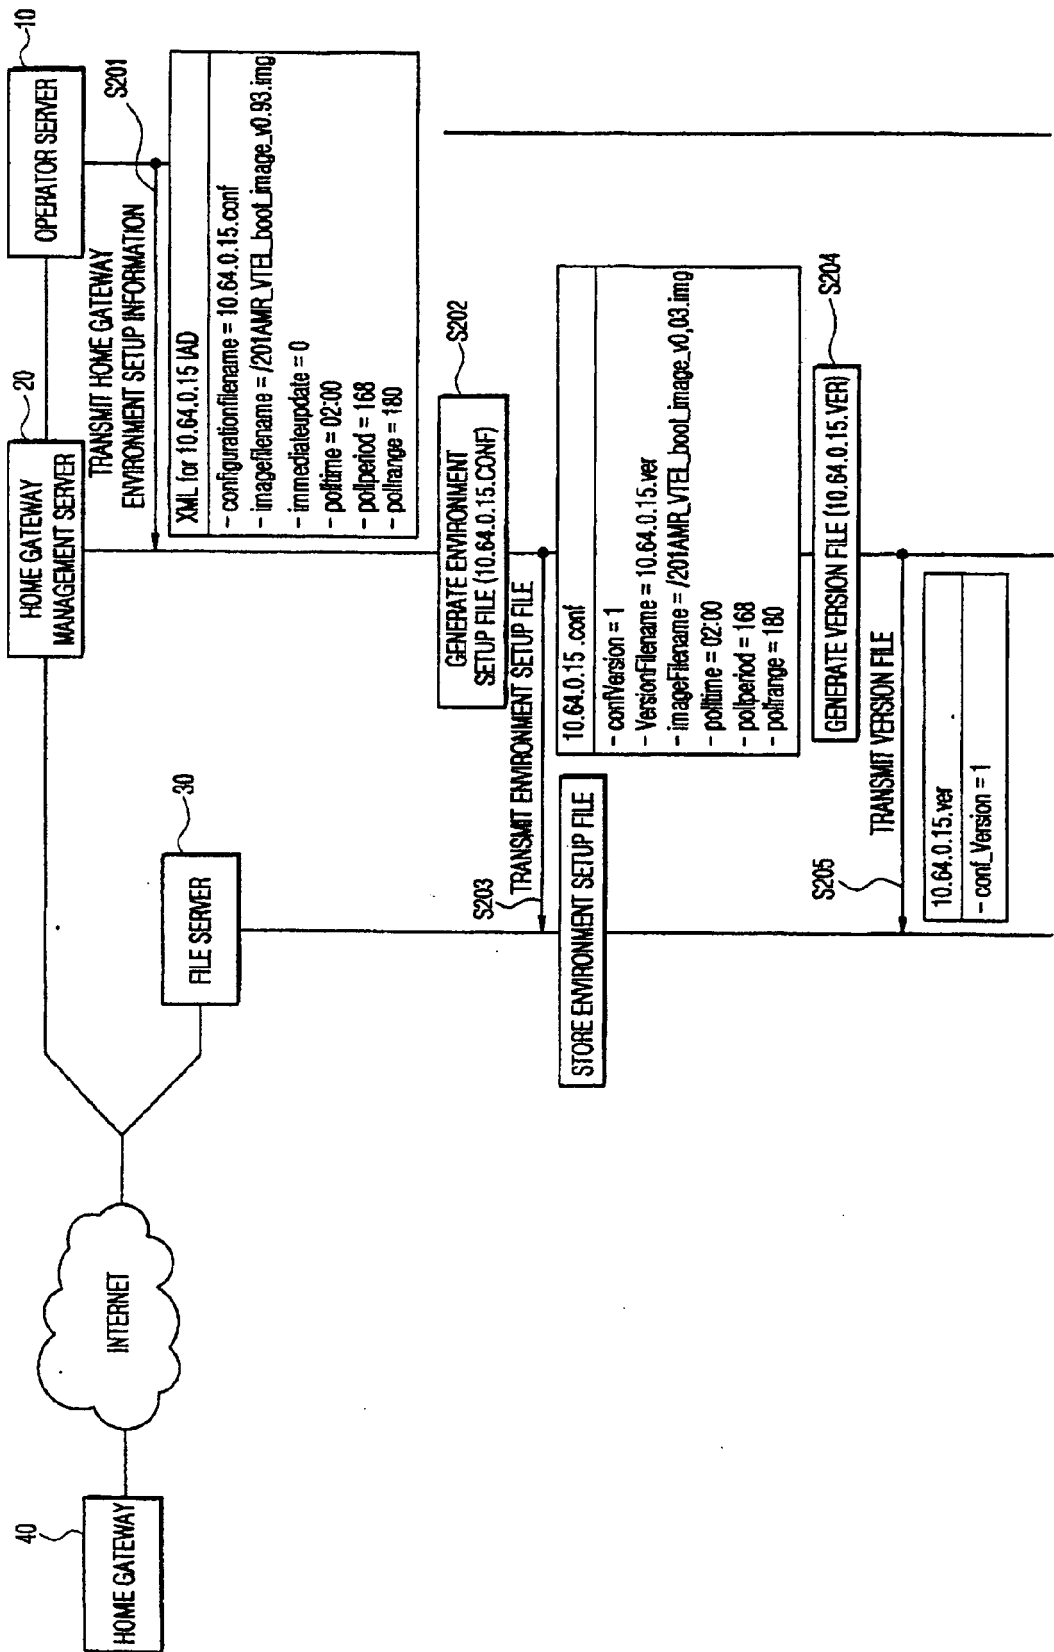 40
HOME GATEWAY
INTERNET
30
FILE SERVER
20
HOME GATEWAY
MANAGEMENT SERVER
10
OPERATOR SERVER
TRANSMIT HOME GATEWAY
ENVIRONMENT SETUP INFORMATION
S201
XML for 10.64.0.15 IAD
- configurationfilename = 10.64.0.15.conf
- imagefilename = /201AMR_VTEL_boot_image_v0.93.img
- immediateupdate = 0
- polltime = 02:00
- pollperiod = 168
- pollrange = 180
GENERATE ENVIRONMENT
SETUP FILE (10.64.0.15.CONF)
S202
S203
TRANSMIT ENVIRONMENT SETUP FILE
STORE ENVIRONMENT SETUP FILE
10.64.0.15 .conf
- confVersion = 1
- VersionFilename = 10.64.0.15.ver
- imageFilename = /201AMR_VTEL_boot_image_v0,03.img
- polltime = 02:00
- pollperiod = 168
- pollrange = 180
GENERATE VERSION FILE (10.64.0.15.VER)
S204
S205
TRANSMIT VERSION FILE
10.64.0.15.ver
- conf_Version = 1